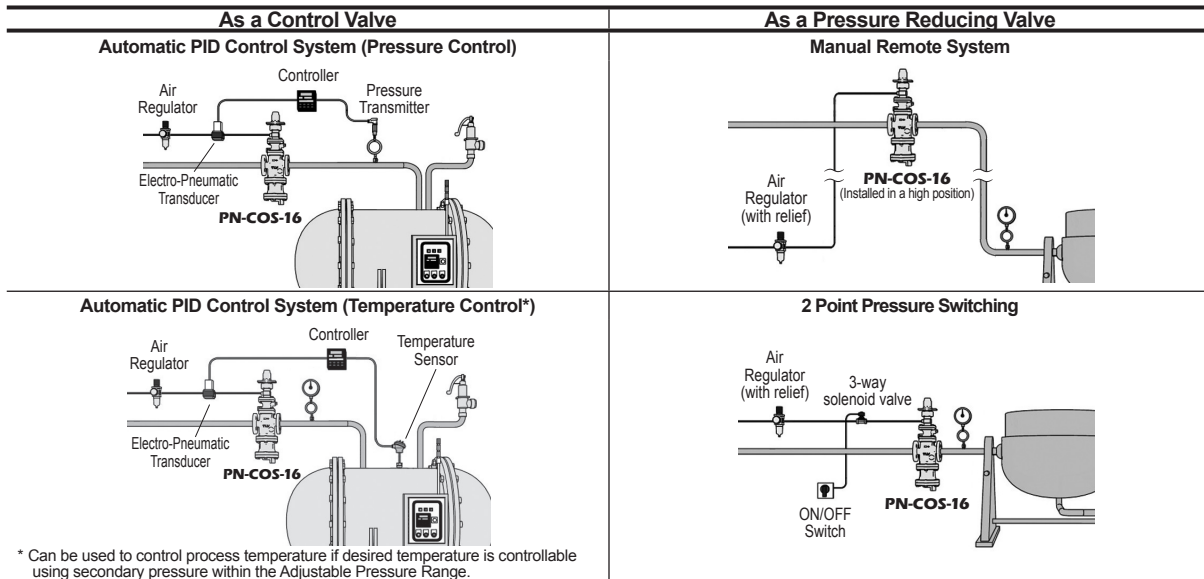 As a Control Valve
As a Pressure Reducing Valve
Automatic PID Control System (Pressure Control)
Air
Regulator
Controller
Pressure
Transmitter
Electro-Pneumatic
Transducer
PN-COS-16
Manual Remote System
PN-COS-16
(Installed in a high position)
Air
Regulator
(with relief)
Automatic PID Control System (Temperature Control*)
Air
Regulator
Controller
Temperature
Sensor
Electro-Pneumatic
Transducer
PN-COS-16
* Can be used to control process temperature if desired temperature is controllable
using secondary pressure within the Adjustable Pressure Range.
2 Point Pressure Switching
Air
Regulator
(with relief)
3-way
solenoid valve
ON/OFF
Switch
PN-COS-16